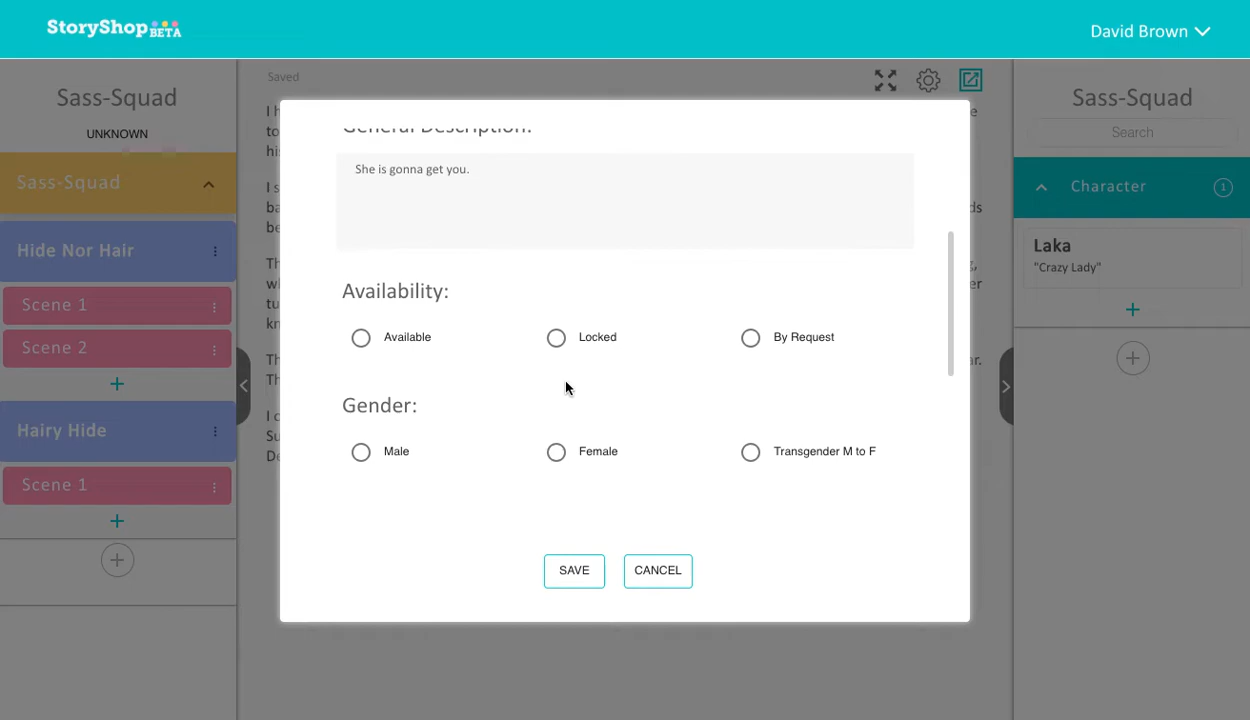 StoryShop BETA
David Brown
Sass-Squad
UNKNOWN
Sass-Squad
Hide Nor Hair
Scene 1
Scene 2
Hairy Hide
Scene 1
Saved
General Description:
She is gonna get you.
Availability:
Available
Locked
By Request
Gender:
Male
Female
Transgender M to F
SAVE
CANCEL
Sass-Squad
Search
Character
1
Laka
"Crazy Lady"